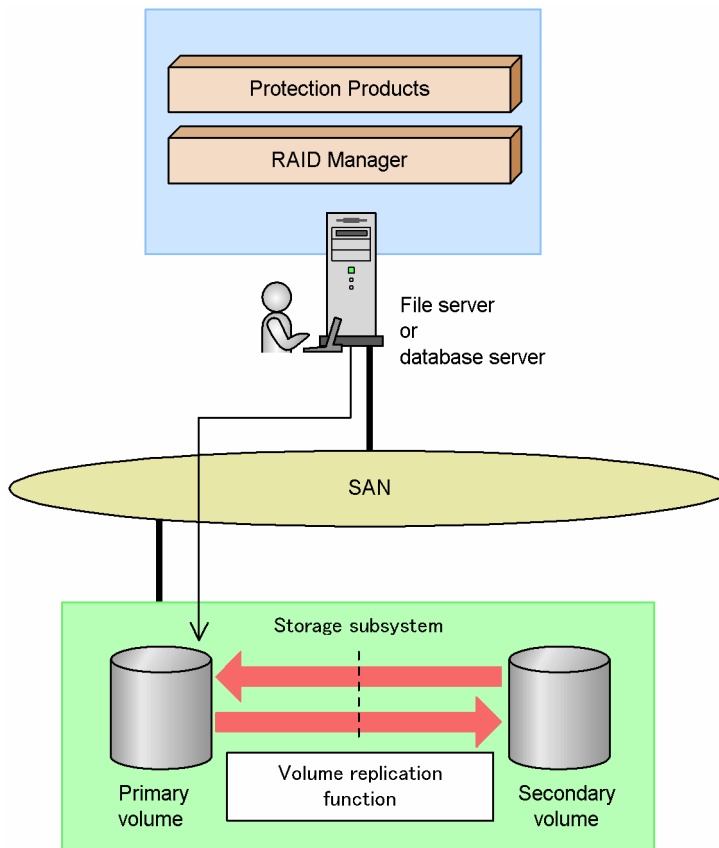 Protection Products
RAID Manager
File server
or
database server
SAN
Storage subsystem
Volume replication
function
Primary
volume
Secondary
volume